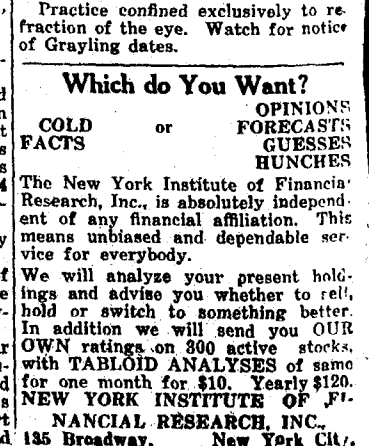 Practice confined exclusively to re-
fraction of the eye. Watch for notice
of Grayling dates.
Which do You Want?
OPINIONS
COLD or FORECASTS
FACTS GUESSES
HUNCHES
The New York Institute of Financial
Research, Inc., is absolutely independ-
ent of any financial affiliation. This
means unbiased and dependable ser-
vice for everybody.
We will analyze your present hold-
ings and advise you whether to sell,
hold or switch to something better.
In addition we will send you OUR
OWN ratings on 300 active stocks,
with TABLOID ANALYSES of same
for one month for $10. Yearly $120.
NEW YORK INSTITUTE OF FI-
NANCIAL RESEARCH, INC.,
135 Broadway. New York City.